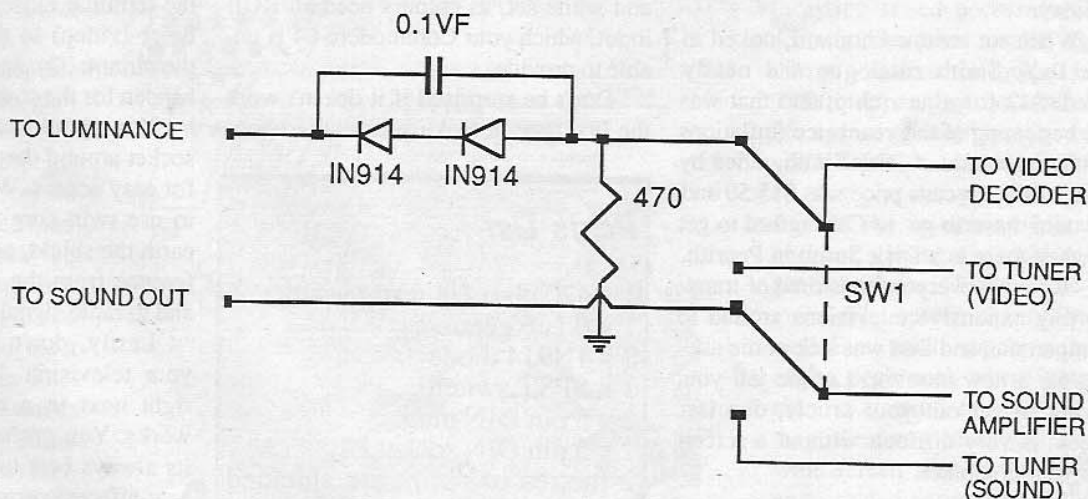 0.1VF
TO LUMINANCE
IN914 IN914
470
TO VIDEO
DECODER
TO SOUND OUT
SW1
TO TUNER
(VIDEO)
TO SOUND
AMPLIFIER
TO TUNER
(SOUND)